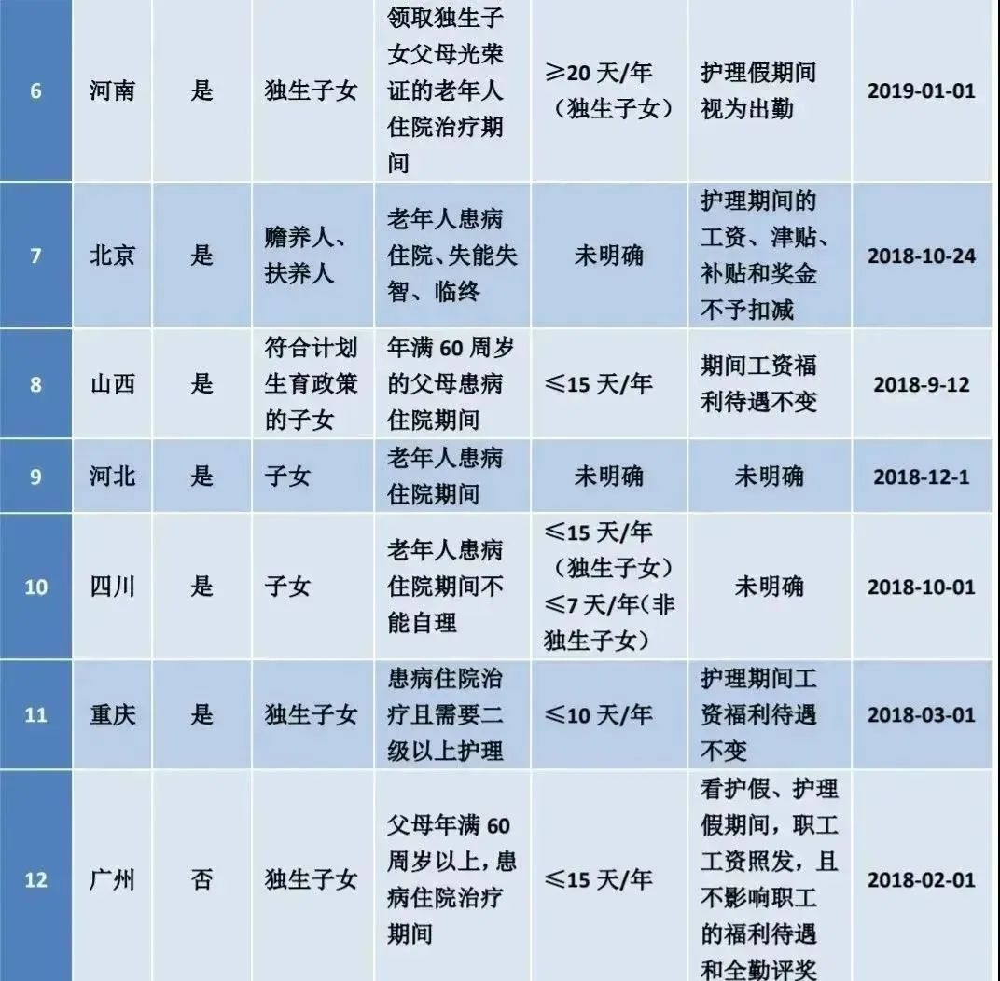 6
河南
是
独生子女
领取独生子
女父母光荣
证的老年人
住院治疗期
间
≥20 天/年
（独生子女）
护理假期间
视为出勤
2019-01-01
7
北京
是
赡养人、
扶养人
老年人患病
住院、失能失
智、临终
未明确
护理期间的
工资、津贴、
补贴和奖金
不予扣减
2018-10-24
8
山西
是
符合计划
生育政策
的子女
年满 60 周岁
的父母患病
住院期间
≤15 天/年
期间工资福
利待遇不变
2018-9-12
9
河北
是
子女
老年人患病
住院期间
未明确
未明确
2018-12-1
10
四川
是
子女
老年人患病
住院期间不
能自理
≤15 天/年
（独生子女）
≤7 天/年（非
独生子女）
未明确
2018-10-01
11
重庆
是
独生子女
患病住院治
疗且需要二
级以上护理
≤10 天/年
护理期间工
资福利待遇
不变
2018-03-01
12
广州
否
独生子女
父母年满 60
周岁以上，患
病住院治疗
期间
≤15 天/年
看护假、护理
假期间，职工
工资照发，且
不影响职工
的福利待遇
和全勤评奖
2018-02-01